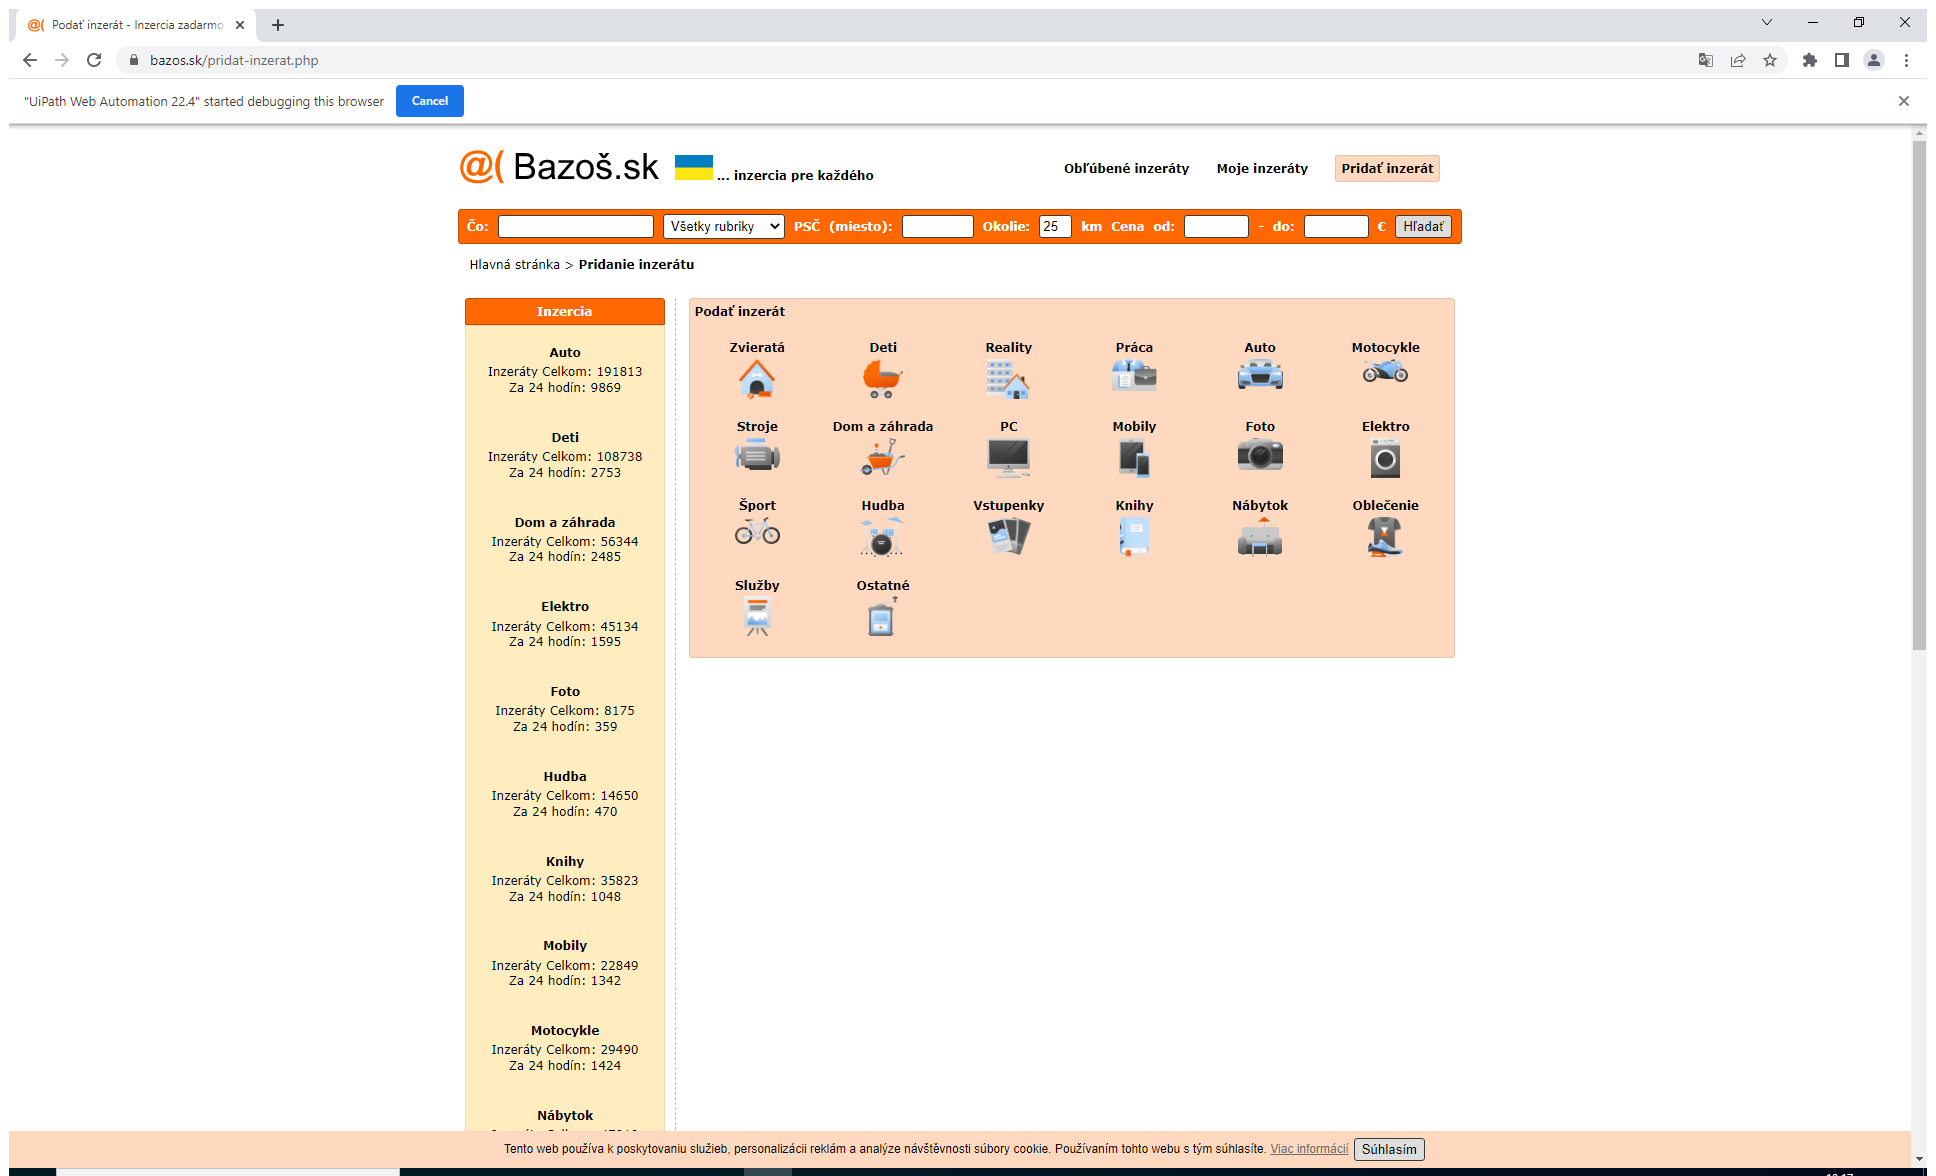 @( Podať inzerát - Inzercia zadarmo
bazos.sk/pridat-inzerat.php
"UiPath Web Automation 22.4" started debugging this browser Cancel
@( Bazoš.sk ... inzercia pre každého Obľúbené inzeráty Moje inzeráty Pridať inzerát
Čo: Všetky rubriky PSČ (miesto): Okolie: 25 km Cena od: - do: € Hľadať
Hlavná stránka > Pridanie inzerátu
Inzercia
Auto
Inzeráty Celkom: 191813
Za 24 hodín: 9869
Deti
Inzeráty Celkom: 108738
Za 24 hodín: 2753
Dom a záhrada
Inzeráty Celkom: 56344
Za 24 hodín: 2485
Elektro
Inzeráty Celkom: 45134
Za 24 hodín: 1595
Foto
Inzeráty Celkom: 8175
Za 24 hodín: 359
Hudba
Inzeráty Celkom: 14650
Za 24 hodín: 470
Knihy
Inzeráty Celkom: 35823
Za 24 hodín: 1048
Mobily
Inzeráty Celkom: 22849
Za 24 hodín: 1342
Motocykle
Inzeráty Celkom: 29490
Za 24 hodín: 1424
Nábytok
Podať inzerát
Zvieratá Deti Reality Práca Auto Motocykle
Stroje Dom a záhrada PC Mobily Foto Elektro
Šport Hudba Vstupenky Knihy Nábytok Oblečenie
Služby Ostatné
Tento web používa k poskytovaniu služieb, personalizácii reklám a analýze návštěvnosti súbory cookie. Používaním tohto webu s tým súhlasíte. Viac informácií Súhlasím